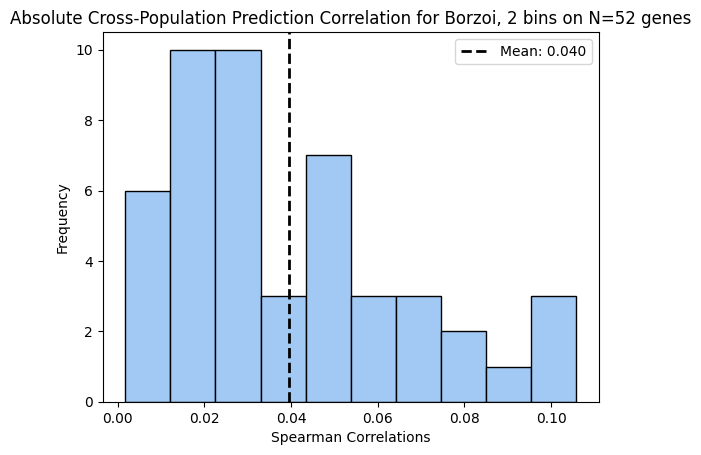 Absolute Cross-Population Prediction Correlation for Borzoi, 2 bins on N=52 genes
Mean: 0.040
10
8
6
4
2
0
Frequency
0.00 0.02 0.04 0.06 0.08 0.10
Spearman Correlations